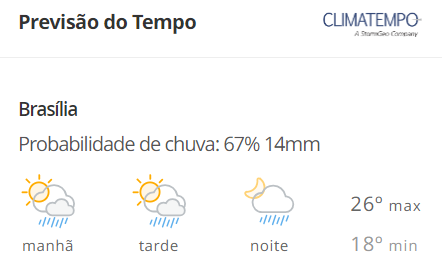 Previsão do Tempo
CLIMATEMPO
A StormGeo Company
Brasília
Probabilidade de chuva: 67% 14mm
manhã tarde noite
26º max
18º min